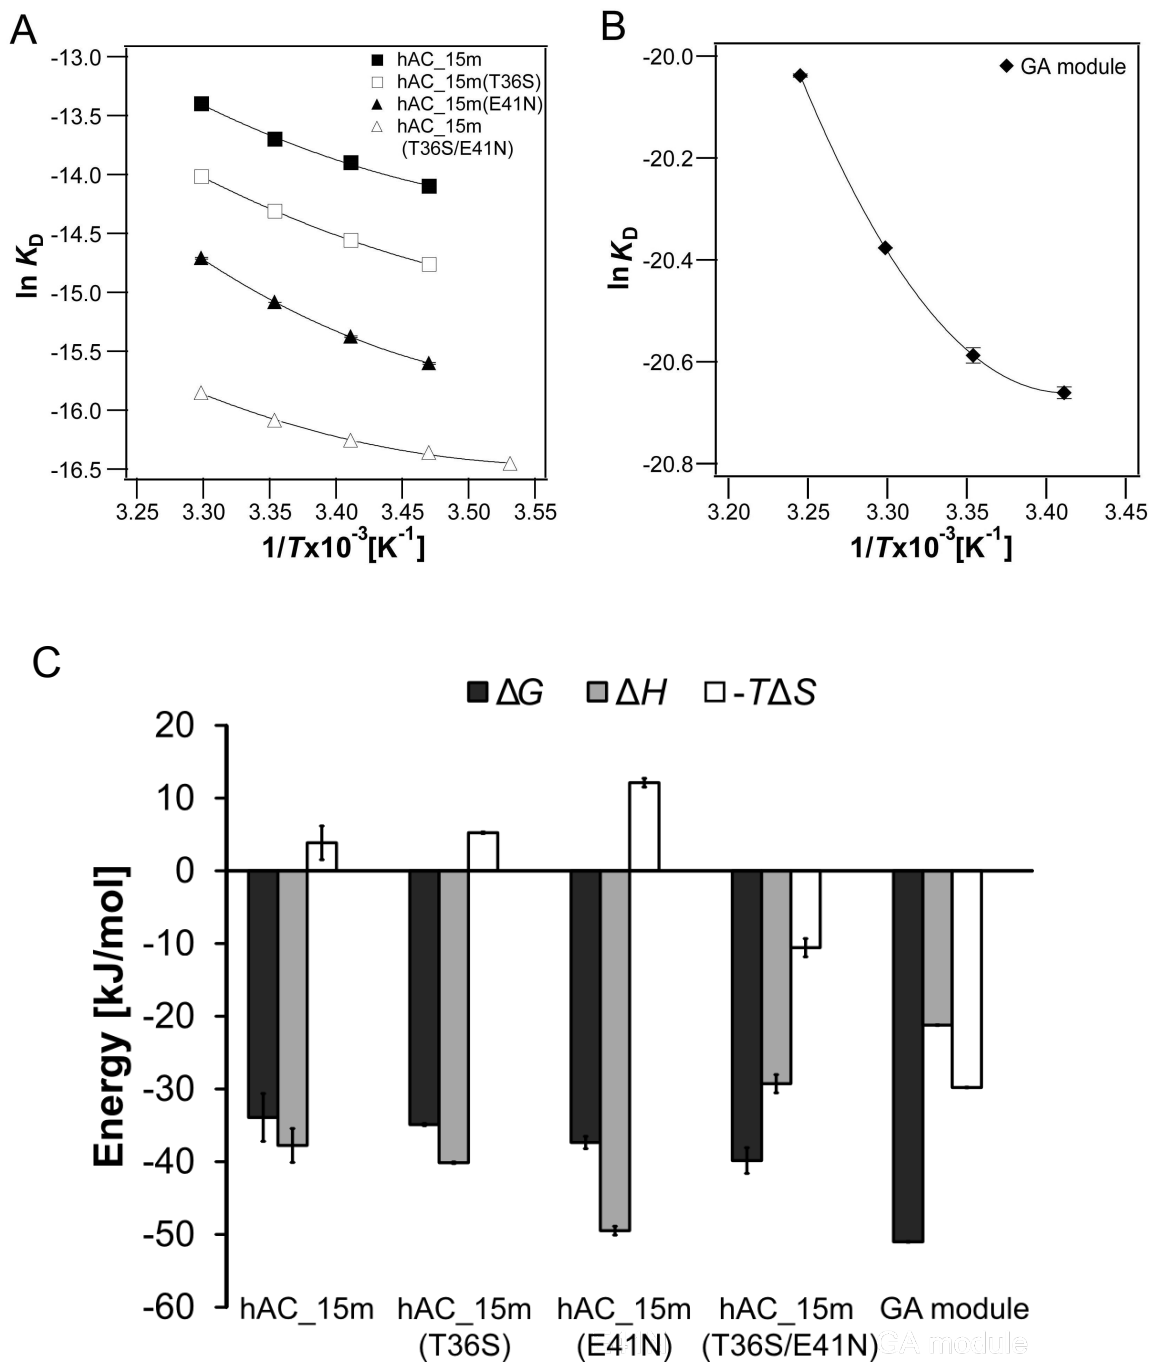 A
-13.0
-13.5
-14.0
-14.5
-15.0
-15.5
-16.0
-16.5
ln KD
hAC_15m
hAC_15m(T36S)
hAC_15m(E41N)
hAC_15m
(T36S/E41N)
3.25 3.30 3.35 3.40 3.45 3.50 3.55
1/Tx10-3[K-1]
B
-20.0
-20.2
-20.4
-20.6
-20.8
ln KD
GA module
3.20 3.25 3.30 3.35 3.40 3.45
1/Tx10-3[K-1]
C
ΔG ΔH -TΔS
20
10
0
-10
-20
-30
-40
-50
-60
Energy [kJ/mol]
hAC_15m
hAC_15m
(T36S)
hAC_15m
(E41N)
hAC_15m
(T36S/E41N)
GA module
GA module